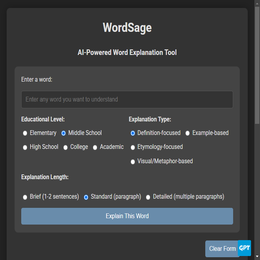 WordSage
AI-Powered Word Explanation Tool
Enter a word:
Enter any word you want to understand
Educational Level:
Elementary Middle School
High School College Academic
Explanation Type:
Definition-focused Example-based
Etymology-focused
Visual/Metaphor-based
Explanation Length:
Brief (1-2 sentences) Standard (paragraph) Detailed (multiple paragraphs)
Explain This Word
Clear Form
GPT